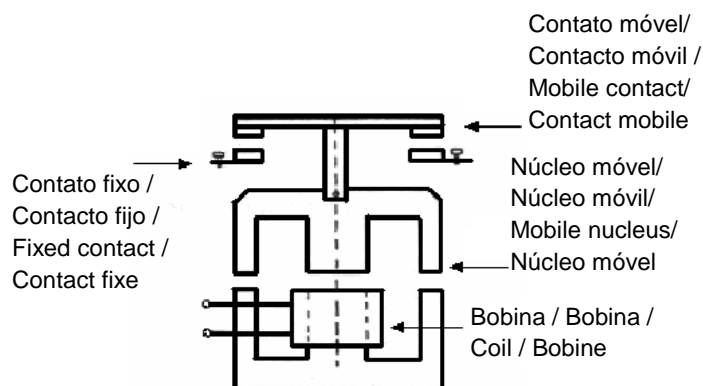 Contato móvel/
Contacto móvil /
Mobile contact/
Contact mobile
Contato fixo /
Contacto fijo /
Fixed contact /
Contact fixe
Núcleo móvel/
Núcleo móvil/
Mobile nucleus/
Núcleo móvel
Bobina / Bobina /
Coil / Bobine